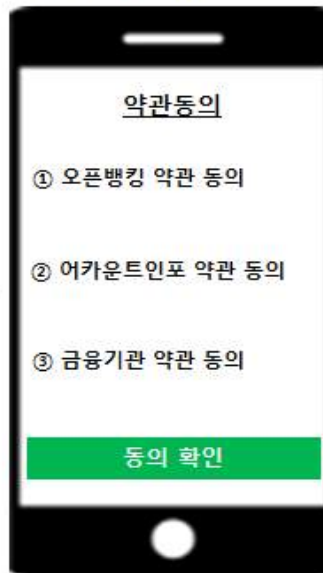 약관동의
① 오픈뱅킹 약관 동의
② 어카운트인포 약관 동의
③ 금융기관 약관 동의
동의 확인